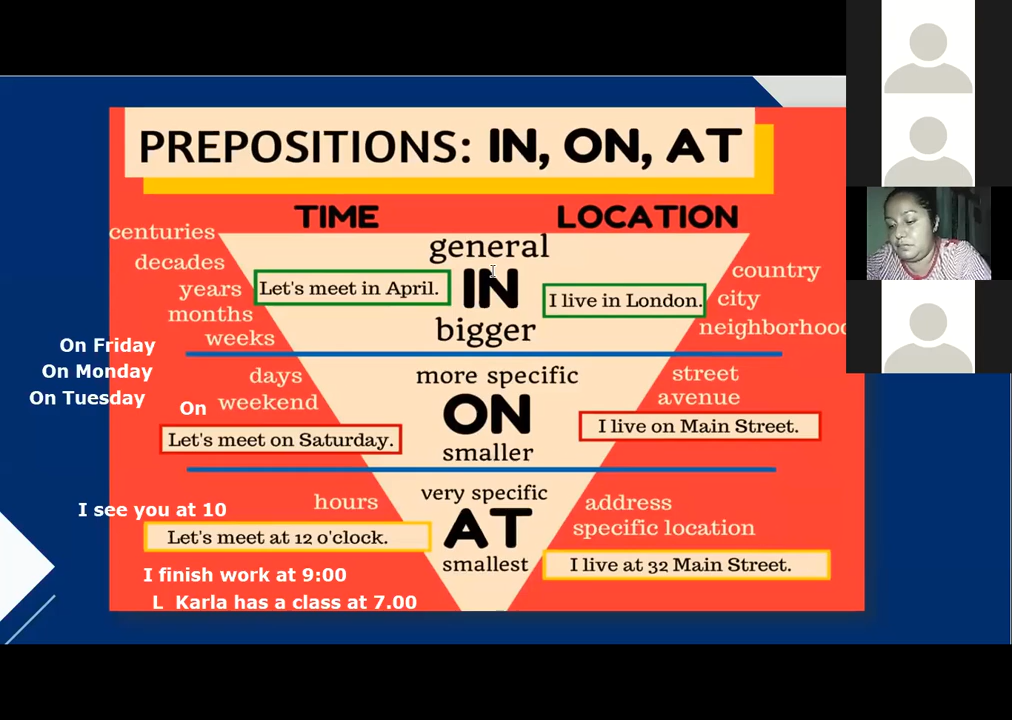 PREPOSITIONS: IN, ON, AT
TIME
LOCATION
centuries
decades
years
months
weeks
general
IN
bigger
Let's meet in April.
I live in London.
country
city
neighborhood
On Friday
On Monday
On Tuesday
days
On weekend
Let's meet on Saturday.
more specific
ON
smaller
street
avenue
I live on Main Street.
I see you at 10
hours
Let's meet at 12 o'clock.
I finish work at 9:00
L Karla has a class at 7.00
very specific
AT
smallest
address
specific location
I live at 32 Main Street.